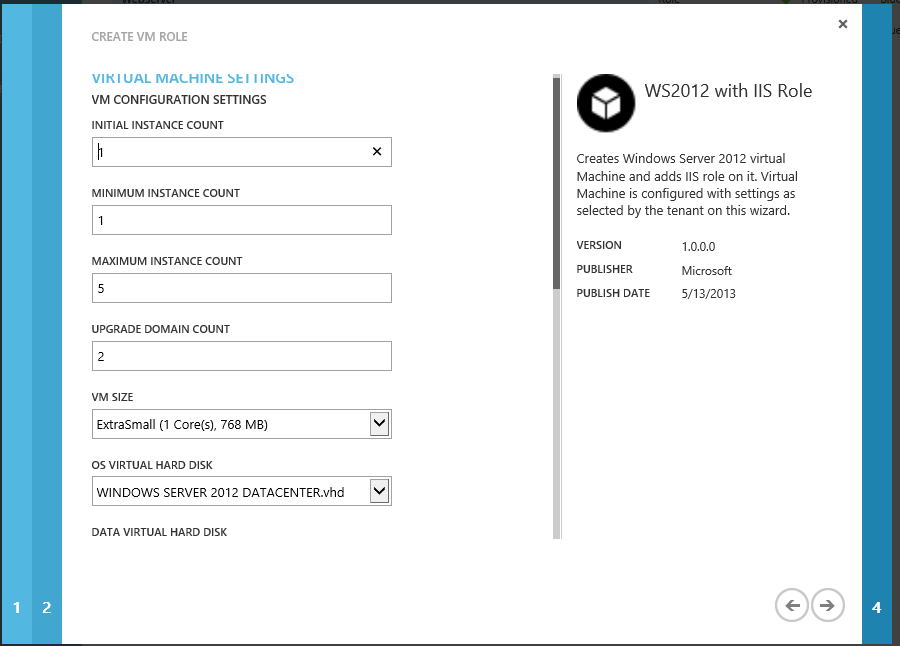 CREATE VM ROLE
VIRTUAL MACHINE SETTINGS
VM CONFIGURATION SETTINGS
INITIAL INSTANCE COUNT
1
MINIMUM INSTANCE COUNT
1
MAXIMUM INSTANCE COUNT
5
UPGRADE DOMAIN COUNT
2
VM SIZE
ExtraSmall (1 Core(s), 768 MB)
OS VIRTUAL HARD DISK
WINDOWS SERVER 2012 DATACENTER.vhd
DATA VIRTUAL HARD DISK
WS2012 with IIS Role
Creates Windows Server 2012 virtual
Machine and adds IIS role on it. Virtual
Machine is configured with settings as
selected by the tenant on this wizard.
VERSION 1.0.0.0
PUBLISHER Microsoft
PUBLISH DATE 5/13/2013
1 2 4